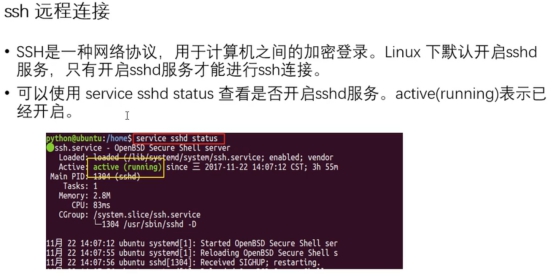 ssh 远程连接
• SSH是一种网络协议，用于计算机之间的加密登录。Linux 下默认开启sshd
服务，只有开启sshd服务才能进行ssh连接。
• 可以使用 service sshd status 查看是否开启sshd服务。active(running)表示已
经开启。
python@ubuntu:/home$ service sshd status
●ssh.service - OpenBSD Secure Shell server
Loaded: loaded (/lib/systemd/system/ssh.service; enabled; vendor
Active: active (running) since 三 2017-11-22 14:07:12 CST; 3h 55m
Main PID: 1304 (sshd)
Tasks: 1
Memory: 2.8M
CPU: 83ms
CGroup: /system.slice/ssh.service
└─1304 /usr/sbin/sshd -D
11月 22 14:07:12 ubuntu systemd[1]: Started OpenBSD Secure Shell ser
11月 22 14:07:55 ubuntu systemd[1]: Reloading OpenBSD Secure Shell s
11月 22 14:07:56 ubuntu sshd[1304]: Received SIGHUP; restarting.